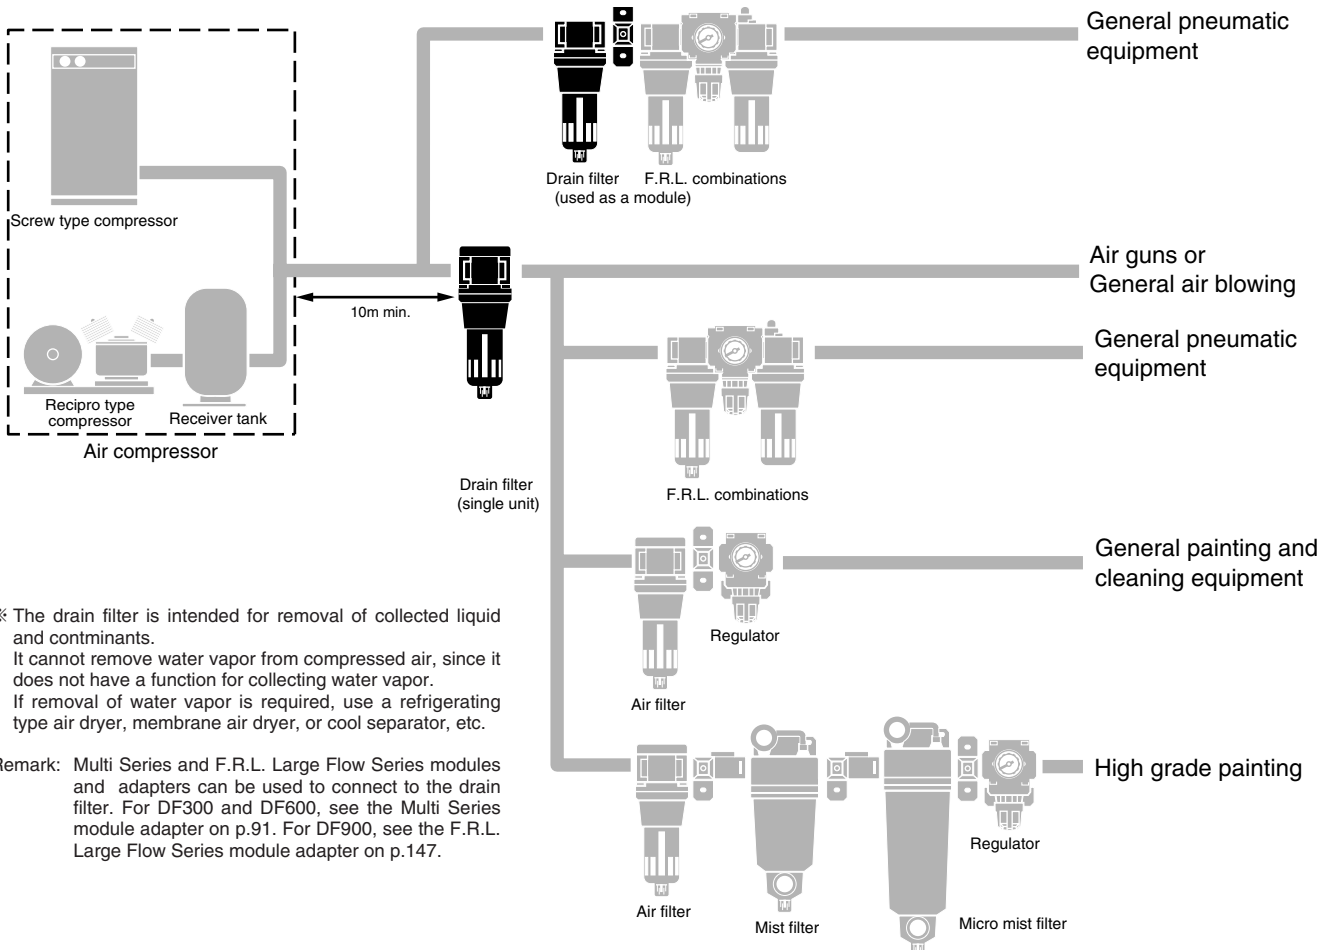 General pneumatic
equipment
Drain filter
(used as a module)
F.R.L. combinations
Screw type compressor
Air guns or
General air blowing
10m min.
General pneumatic
equipment
Recipro type
compressor
Receiver tank
Air compressor
Drain filter
(single unit)
F.R.L. combinations
General painting and
cleaning equipment
※ The drain filter is intended for removal of collected liquid
and contminants.
It cannot remove water vapor from compressed air, since it
does not have a function for collecting water vapor.
If removal of water vapor is required, use a refrigerating
type air dryer, membrane air dryer, or cool separator, etc.
Regulator
Air filter
Remark: Multi Series and F.R.L. Large Flow Series modules
and adapters can be used to connect to the drain
filter. For DF300 and DF600, see the Multi Series
module adapter on p.91. For DF900, see the F.R.L.
Large Flow Series module adapter on p.147.
High grade painting
Regulator
Air filter
Mist filter
Micro mist filter